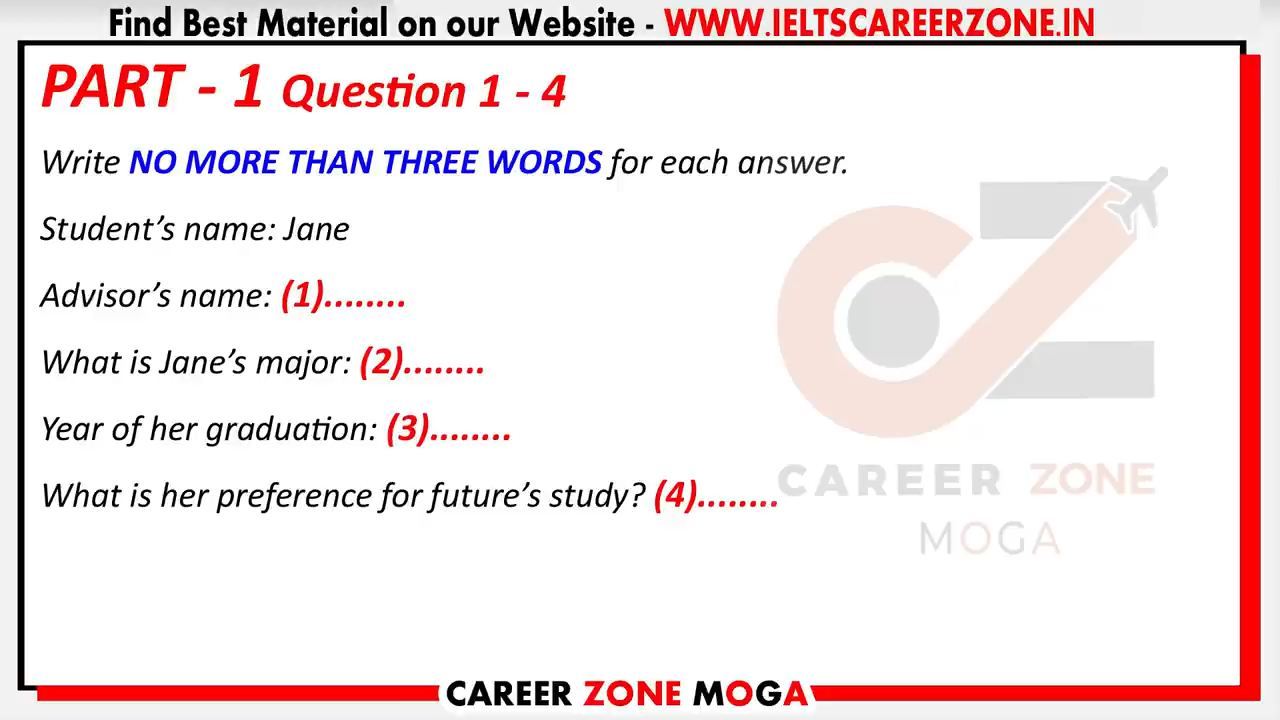 Find Best Material on our Website - WWW.IELTSCAREERZONE.IN
PART - 1 Question 1 - 4
Write NO MORE THAN THREE WORDS for each answer.
Student’s name: Jane
Advisor’s name: (1)........
What is Jane’s major: (2)........
Year of her graduation: (3)........
What is her preference for future’s study? (4)........
CAREER ZONE
MOGA
CAREER ZONE MOGA